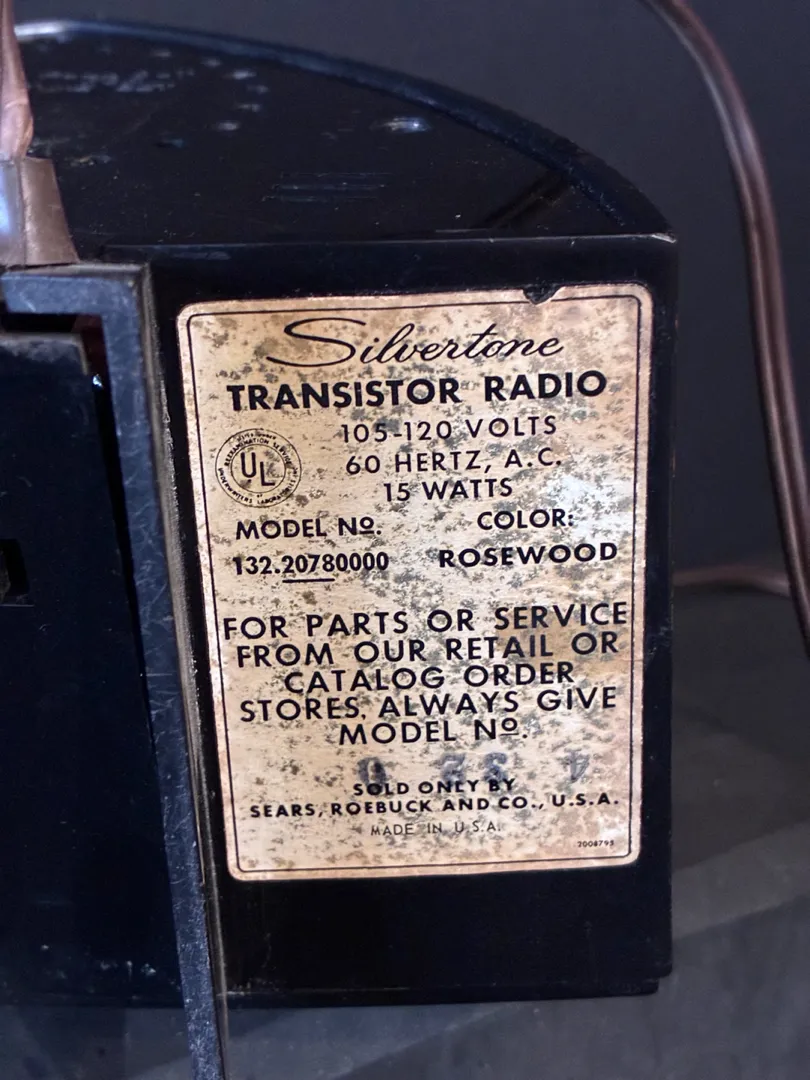 Silvertone
TRANSISTOR RADIO
105-120 VOLTS
60 HERTZ, A.C.
15 WATTS
UL
MODEL Nº.
COLOR:
132.20780000
ROSEWOOD
FOR PARTS OR SERVICE
FROM OUR RETAIL OR
CATALOG ORDER
STORES, ALWAYS GIVE
MODEL Nº.
SOLD ONLY BY
SEARS, ROEBUCK AND CO., U.S.A.
MADE IN U.S.A.
2008795